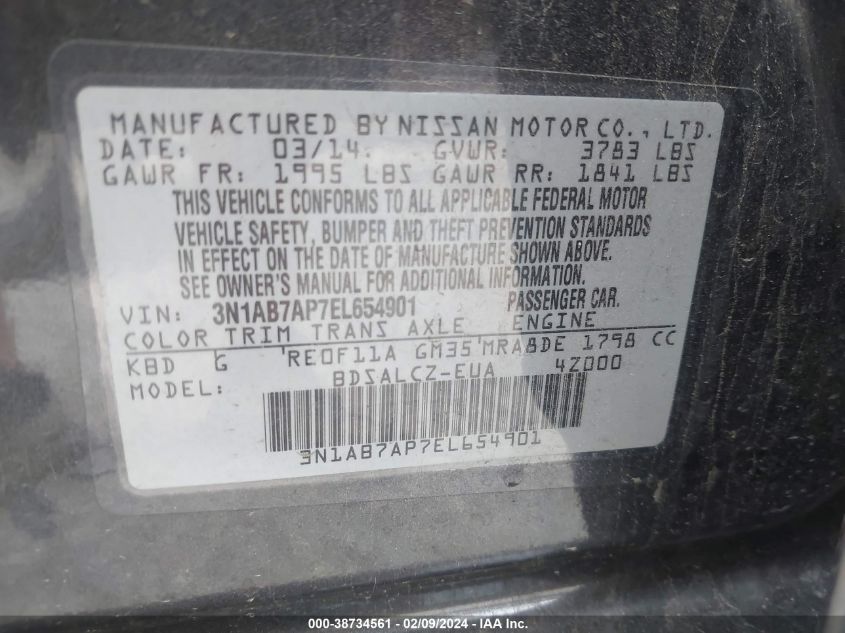 MANUFACTURED BY NISSAN MOTOR CO., LTD.
DATE: 03/14. GVWR: 3783 LBS
GAWR FR: 1995 LBS GAWR RR: 1841 LBS
THIS VEHICLE CONFORMS TO ALL APPLICABLE FEDERAL MOTOR
VEHICLE SAFETY, BUMPER AND THEFT PREVENTION STANDARDS
IN EFFECT ON THE DATE OF MANUFACTURE SHOWN ABOVE.
SEE OWNER'S MANUAL FOR ADDITIONAL INFORMATION.
VIN: 3N1AB7AP7EL654901 PASSENGER CAR.
COLOR TRIM TRANS AXLE ENGINE
KBD G RE0F11A GM35 MRA8DE 1798 CC
MODEL: BDSALCZ-EUA 4Z000
3N1AB7AP7EL654901
000-38734561 - 02/09/2024 - IAA Inc.